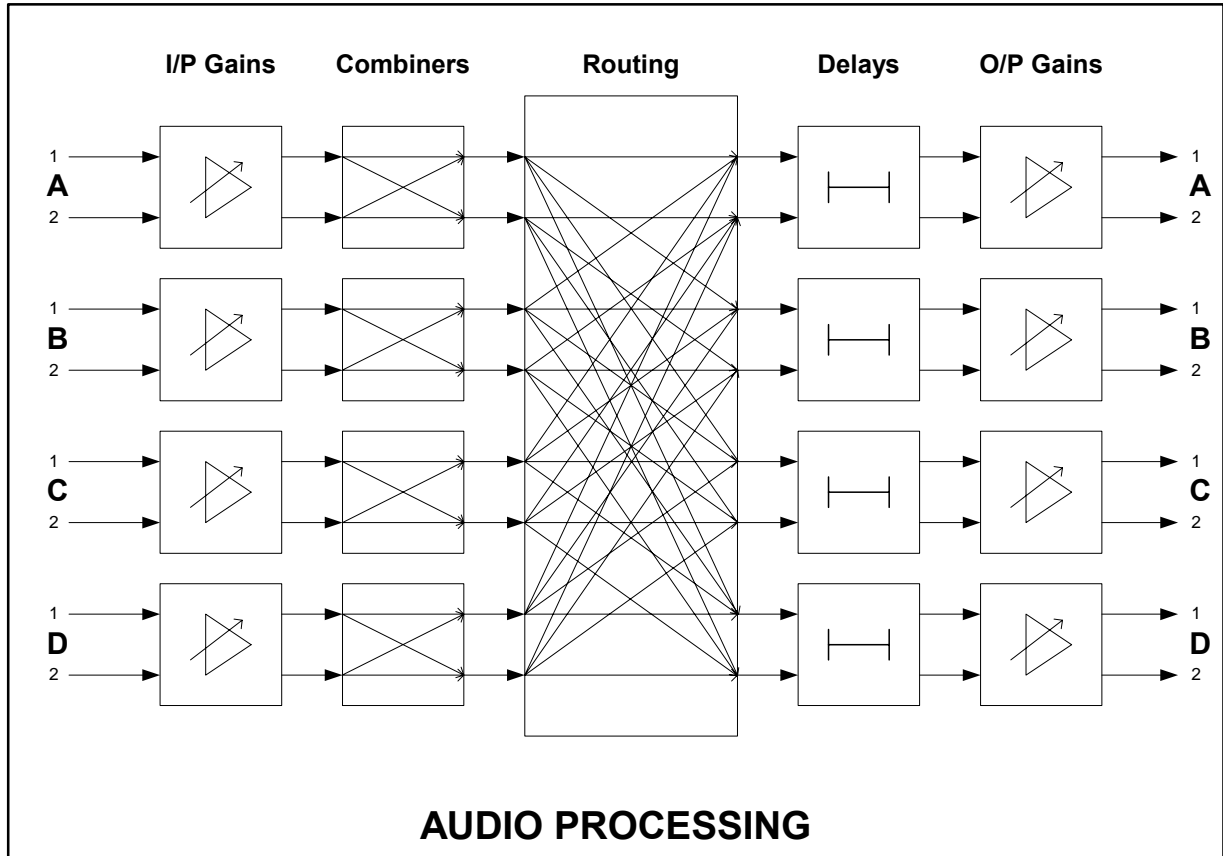 I/P Gains Combiners Routing Delays O/P Gains
1 1
A A
2 2
1 1
B B
2 2
1 1
C C
2 2
1 1
D D
2 2
AUDIO PROCESSING